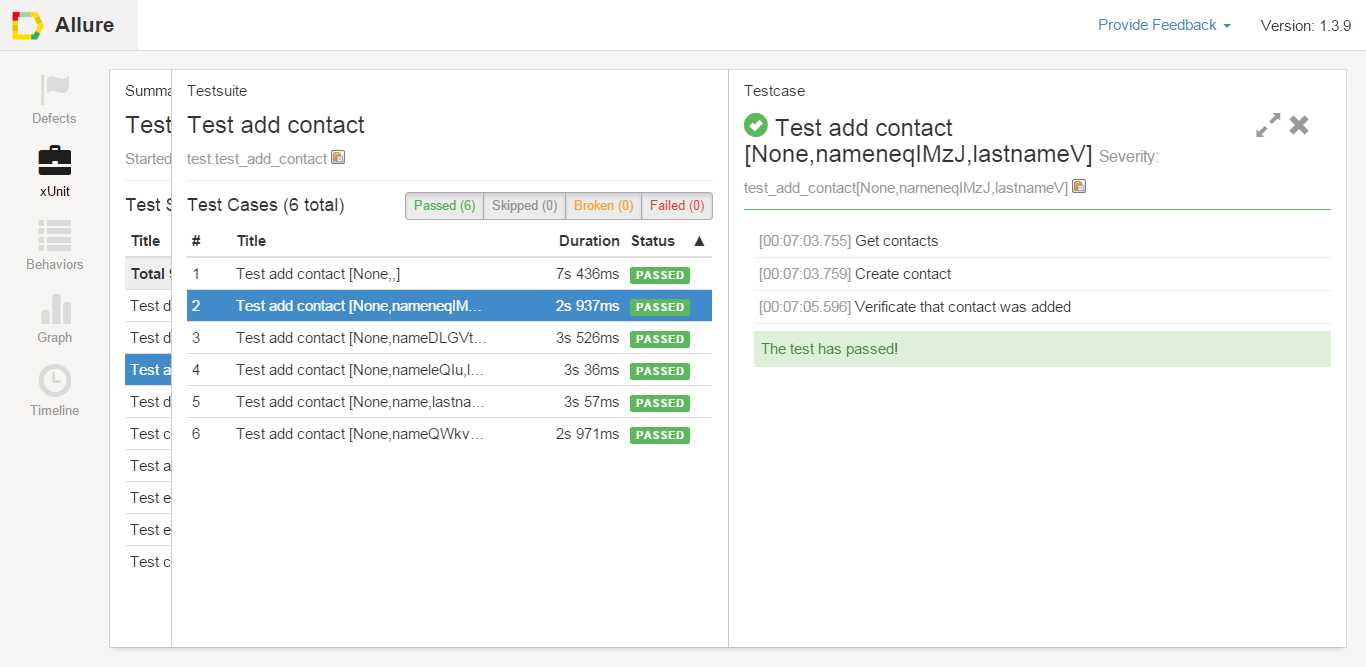 Allure
Provide Feedback
Version: 1.3.9
Defects
xUnit
Behaviors
Graph
Timeline
Summa
Test
Started
Test S
Title
Total 9
Test d
Test d
Test a
Test d
Test c
Test a
Test e
Test e
Test c
Testsuite
Test add contact
test.test_add_contact
Test Cases (6 total)
Passed (6) Skipped (0) Broken (0) Failed (0)
# Title Duration Status ▲
1 Test add contact [None,,] 7s 436ms PASSED
2 Test add contact [None,nameneqIM... 2s 937ms PASSED
3 Test add contact [None,nameDLGVt... 3s 526ms PASSED
4 Test add contact [None,nameleQIu,l... 3s 36ms PASSED
5 Test add contact [None,name,lastna... 3s 57ms PASSED
6 Test add contact [None,nameQWkv... 2s 971ms PASSED
Testcase
Test add contact
[None,nameneqIMzJ,lastnameV] Severity:
test_add_contact[None,nameneqIMzJ,lastnameV]
[00:07:03.755] Get contacts
[00:07:03.759] Create contact
[00:07:05.596] Verificate that contact was added
The test has passed!